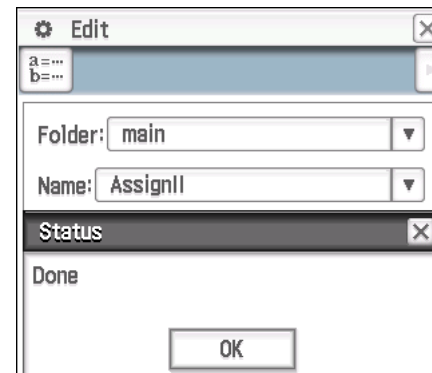 Edit
a=…
b=…
Folder: main
Name: AssignII
Status
Done
OK